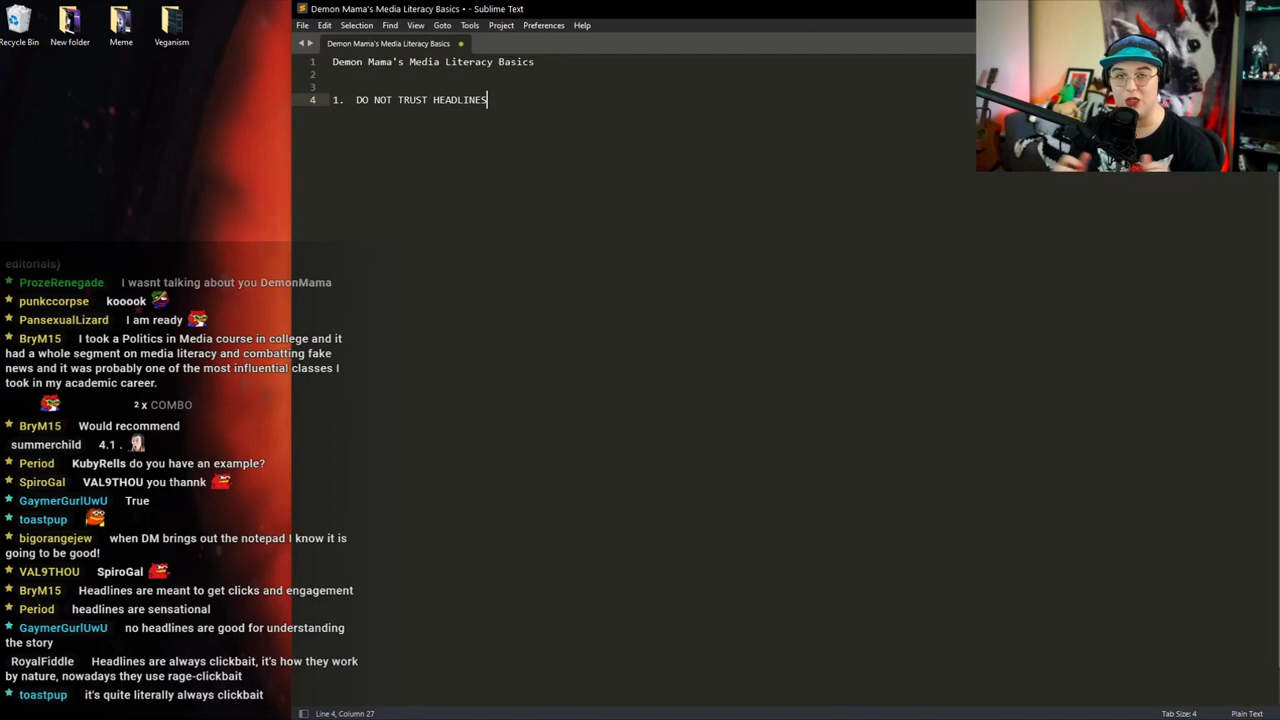 Demon Mama's Media Literacy Basics • - Sublime Text
File Edit Selection Find View Goto Tools Project Preferences Help
Demon Mama's Media Literacy Basics
1 Demon Mama's Media Literacy Basics
2
3
4 1. DO NOT TRUST HEADLINES
Recycle Bin New folder Meme Veganism
editorials)
ProzeRenegade I wasnt talking about you DemonMama
punkccorpse kooook
PansexualLizard I am ready
BryM15 I took a Politics in Media course in college and it
had a whole segment on media literacy and combatting fake
news and it was probably one of the most influential classes I
took in my academic career.
2 x COMBO
BryM15 Would recommend
summerchild 4.1 .
Period KubyRells do you have an example?
SpiroGal VAL9THOU you thannk
GaymerGurlUwU True
toastpup
bigorangejew when DM brings out the notepad I know it is
going to be good!
VAL9THOU SpiroGal
BryM15 Headlines are meant to get clicks and engagement
Period headlines are sensational
GaymerGurlUwU no headlines are good for understanding
the story
RoyalFiddle Headlines are always clickbait, it's how they work
by nature, nowadays they use rage-clickbait
toastpup it's quite literally always clickbait
Line 4, Column 27
Tab Size: 4
Plain Text